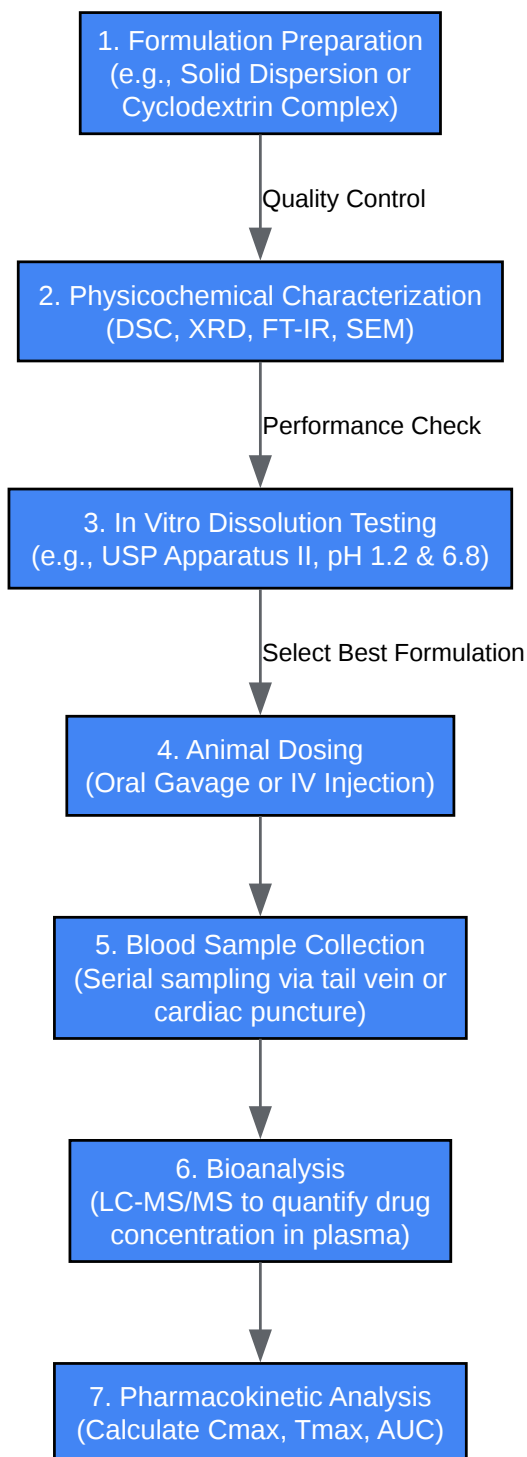 1. Formulation Preparation
(e.g., Solid Dispersion or
Cyclodextrin Complex)
Quality Control
2. Physicochemical Characterization
(DSC, XRD, FT-IR, SEM)
Performance Check
3. In Vitro Dissolution Testing
(e.g., USP Apparatus II, pH 1.2 & 6.8)
Select Best Formulation
4. Animal Dosing
(Oral Gavage or IV Injection)
5. Blood Sample Collection
(Serial sampling via tail vein or
cardiac puncture)
6. Bioanalysis
(LC-MS/MS to quantify drug
concentration in plasma)
7. Pharmacokinetic Analysis
(Calculate Cmax, Tmax, AUC)